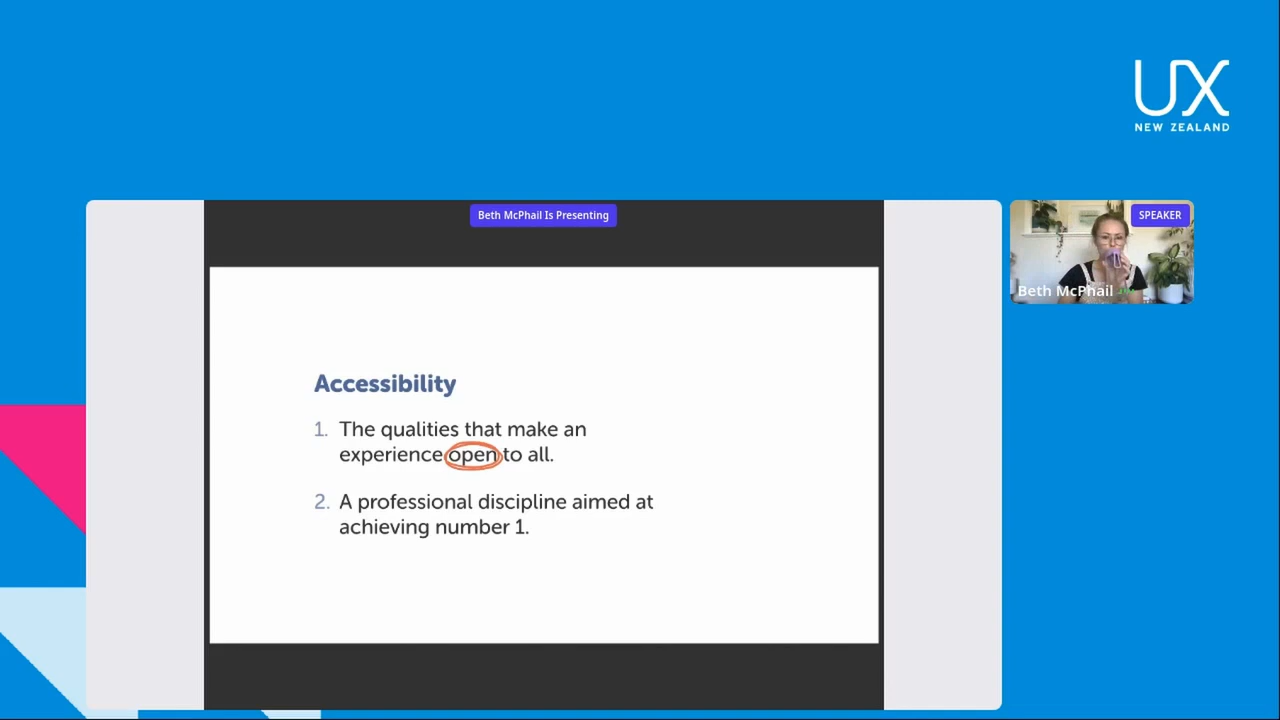 UX
NEW ZEALAND
Beth McPhail Is Presenting
SPEAKER
Beth McPhail
Accessibility
1. The qualities that make an
experience open to all.
2. A professional discipline aimed at
achieving number 1.